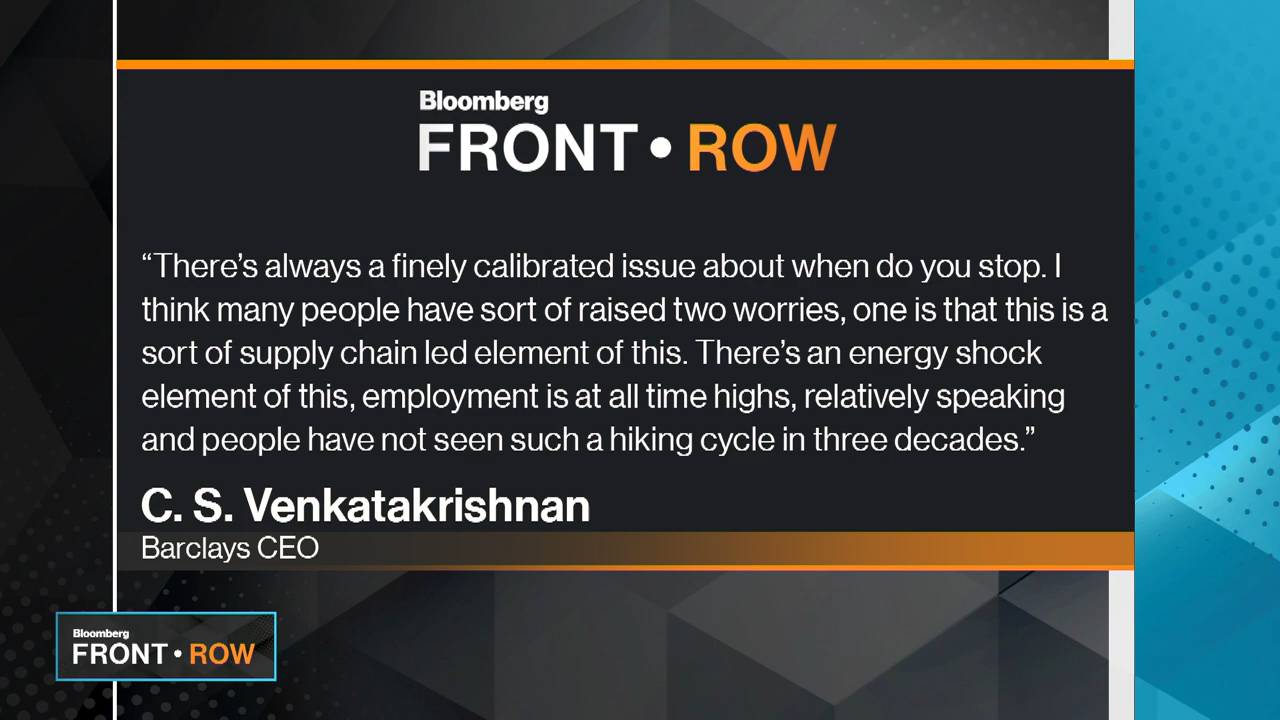 Bloomberg
FRONT • ROW
“There’s always a finely calibrated issue about when do you stop. I
think many people have sort of raised two worries, one is that this is a
sort of supply chain led element of this. There’s an energy shock
element of this, employment is at all time highs, relatively speaking
and people have not seen such a hiking cycle in three decades.”
C. S. Venkatakrishnan
Barclays CEO
Bloomberg
FRONT • ROW